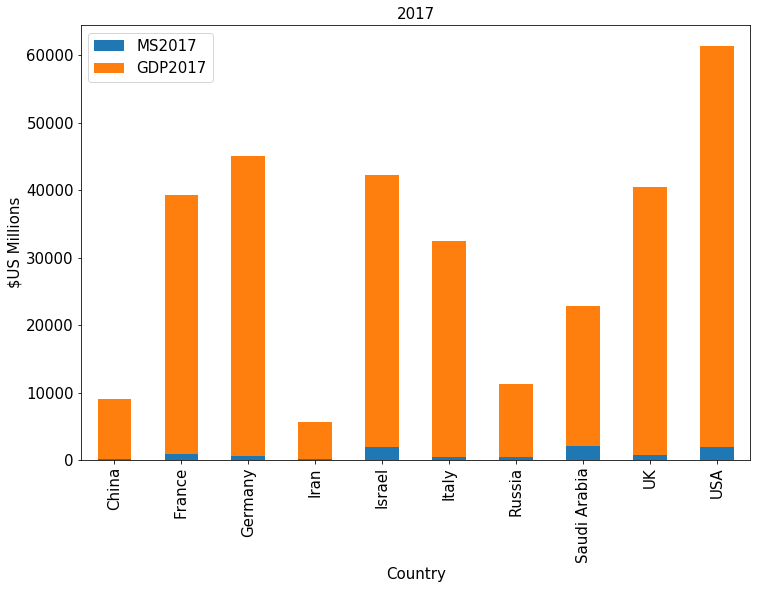 2017
MS2017
GDP2017
60000
50000
40000
30000
20000
10000
0
$US Millions
China
France
Germany
Iran
Israel
Italy
Russia
Saudi Arabia
UK
USA
Country